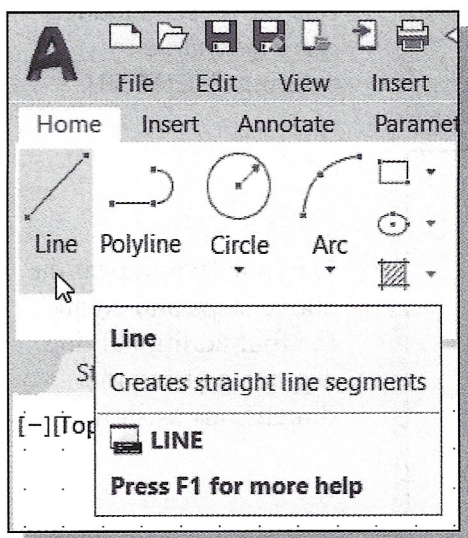 A
File Edit View Insert
Home Insert Annotate Paramet
Line Polyline Circle Arc
Line
Creates straight line segments
[−][Top
LINE
Press F1 for more help